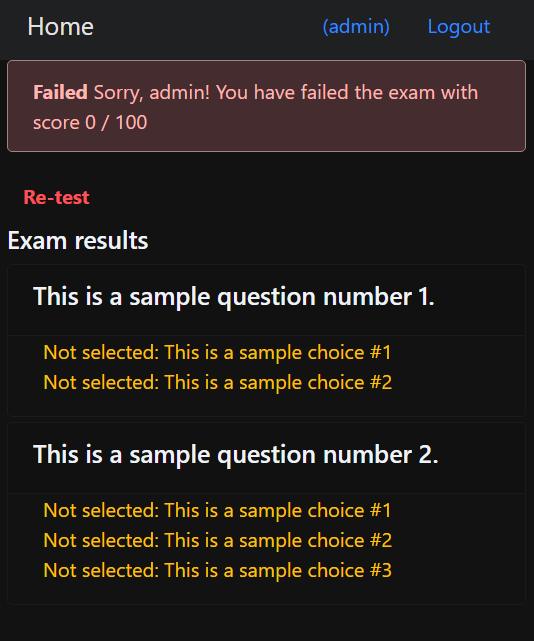 Home (admin) Logout
Failed Sorry, admin! You have failed the exam with
score 0 / 100
Re-test
Exam results
This is a sample question number 1.
Not selected: This is a sample choice #1
Not selected: This is a sample choice #2
This is a sample question number 2.
Not selected: This is a sample choice #1
Not selected: This is a sample choice #2
Not selected: This is a sample choice #3